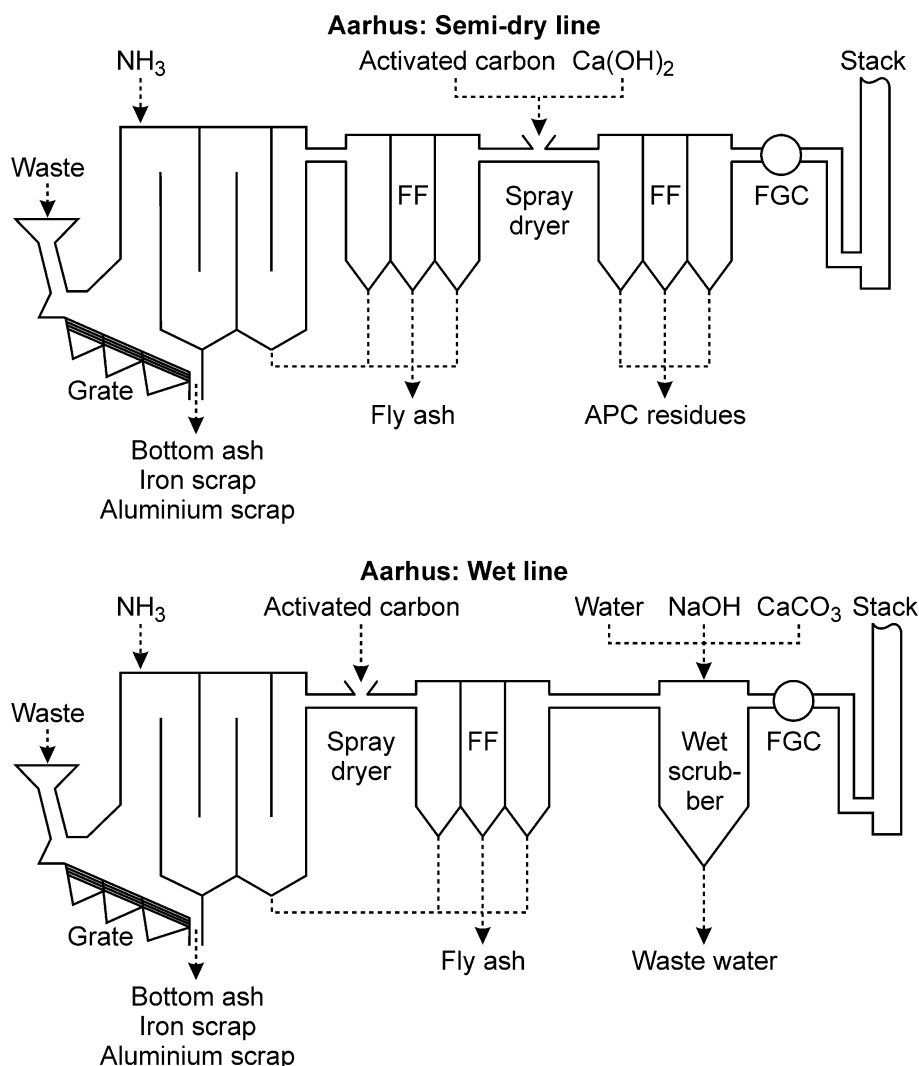 Aarhus: Semi-dry line
NH₃
Activated carbon
Ca(OH)₂
Stack
Waste
FF
Spray
dryer
FF
FGC
Grate
Fly ash
APC residues
Bottom ash
Iron scrap
Aluminium scrap
Aarhus: Wet line
NH₃
Activated carbon
Water
NaOH
CaCO₃
Stack
Waste
Spray
dryer
FF
Wet
scrub-
ber
FGC
Grate
Fly ash
Waste water
Bottom ash
Iron scrap
Aluminium scrap